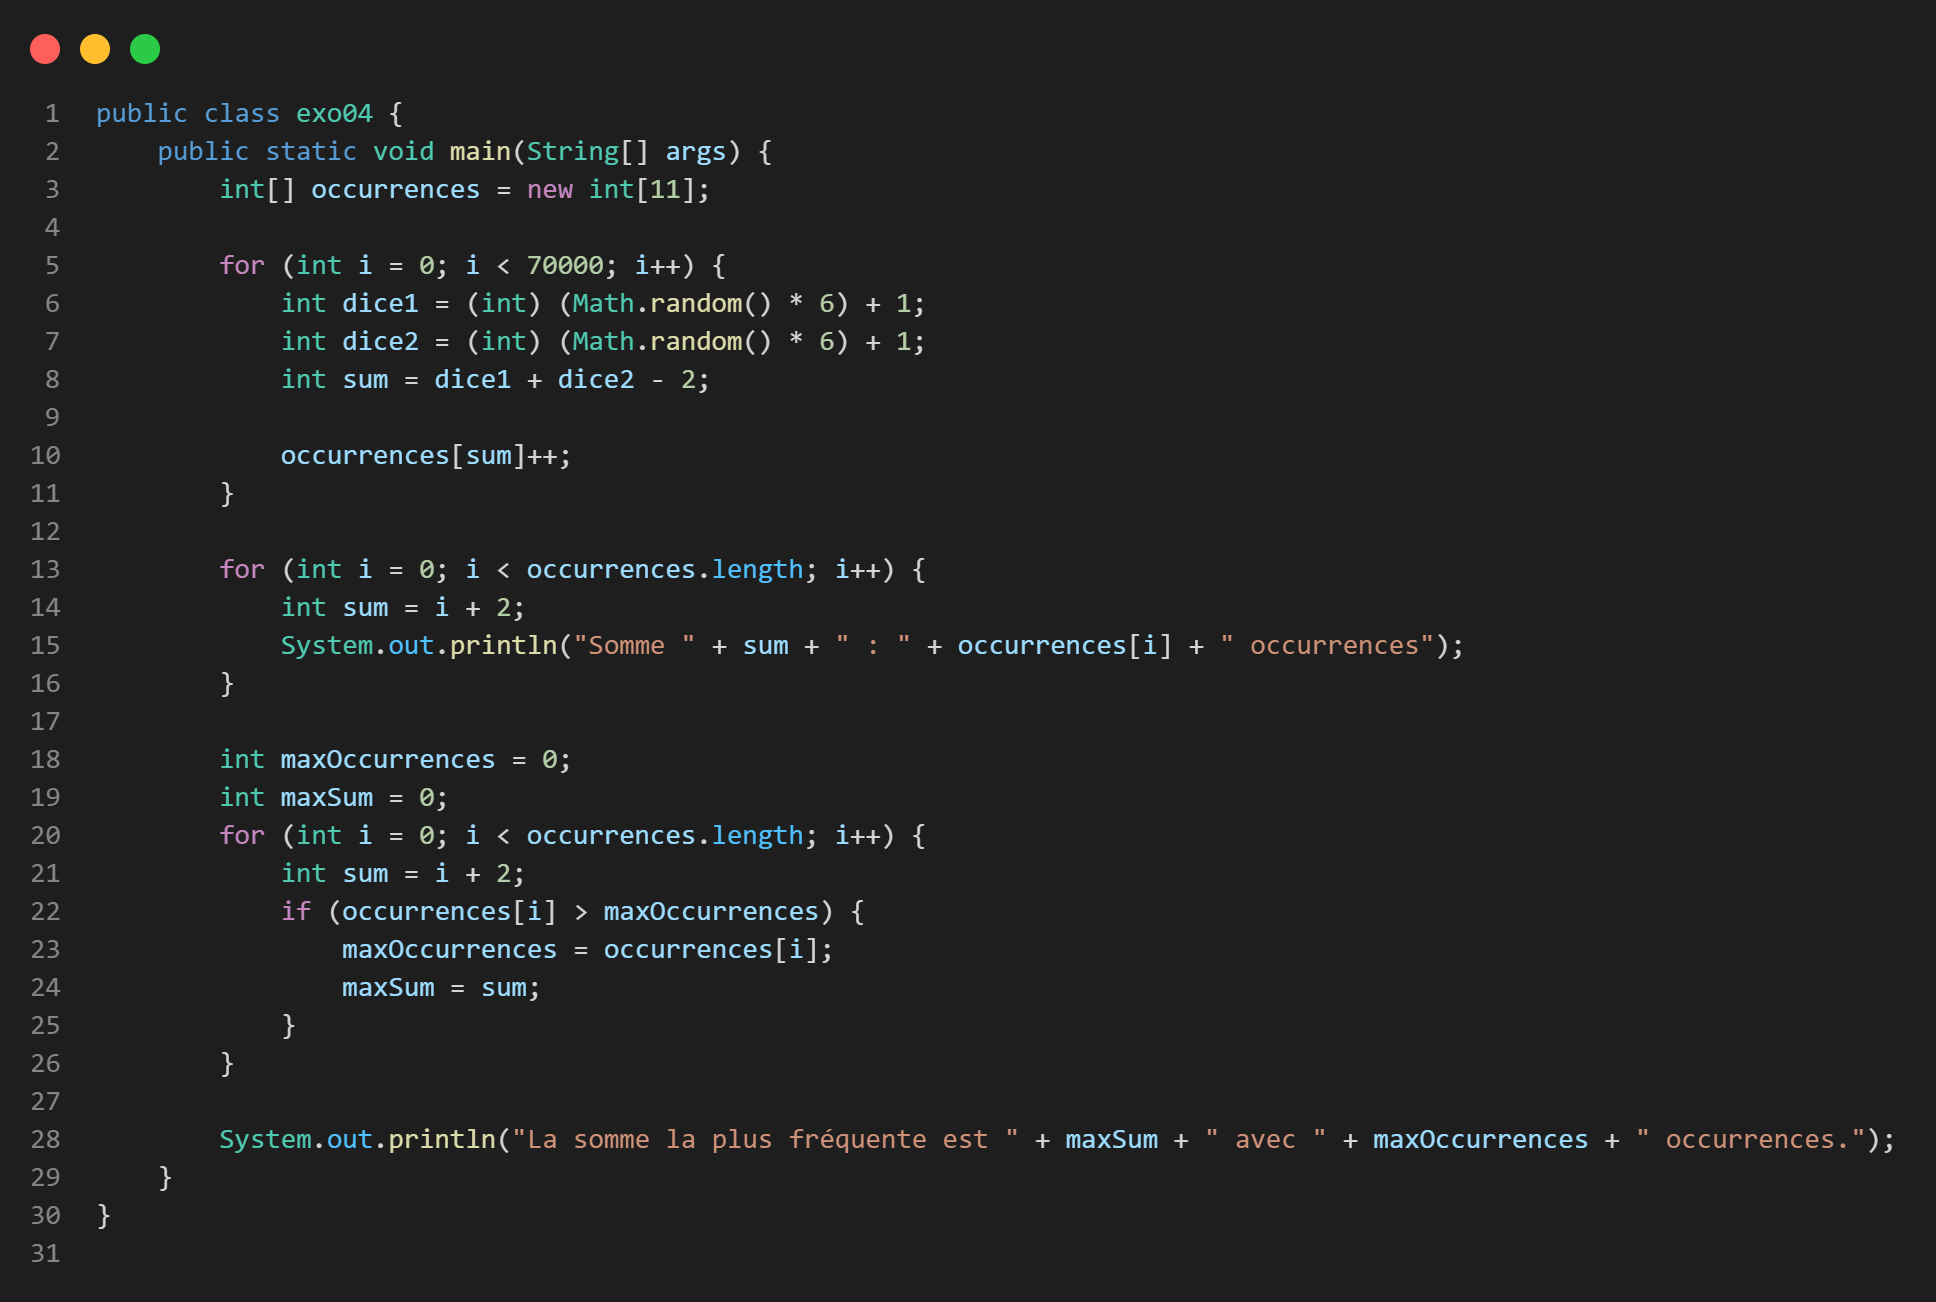 1 public class exo04 {
2     public static void main(String[] args) {
3         int[] occurrences = new int[11];
4
5         for (int i = 0; i < 70000; i++) {
6             int dice1 = (int) (Math.random() * 6) + 1;
7             int dice2 = (int) (Math.random() * 6) + 1;
8             int sum = dice1 + dice2 - 2;
9
10             occurrences[sum]++;
11         }
12
13         for (int i = 0; i < occurrences.length; i++) {
14             int sum = i + 2;
15             System.out.println("Somme " + sum + " : " + occurrences[i] + " occurrences");
16         }
17
18         int maxOccurrences = 0;
19         int maxSum = 0;
20         for (int i = 0; i < occurrences.length; i++) {
21             int sum = i + 2;
22             if (occurrences[i] > maxOccurrences) {
23                 maxOccurrences = occurrences[i];
24                 maxSum = sum;
25             }
26         }
27
28         System.out.println("La somme la plus fréquente est " + maxSum + " avec " + maxOccurrences + " occurrences.");
29     }
30 }
31